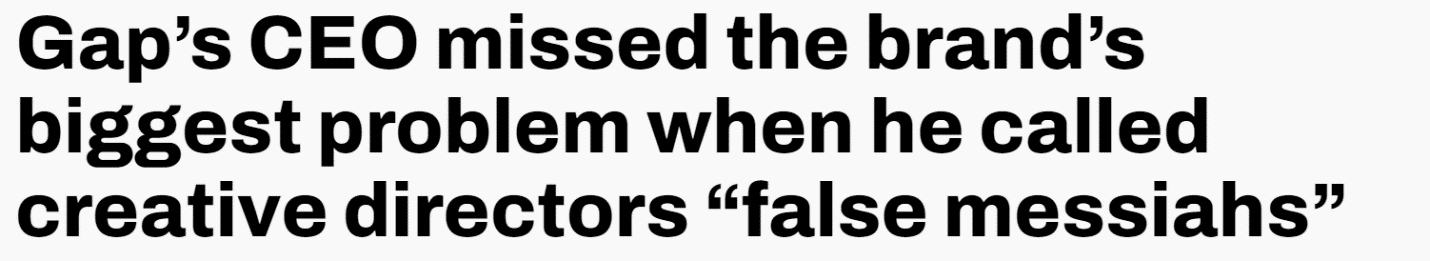 Gap’s CEO missed the brand’s
biggest problem when he called
creative directors “false messiahs”